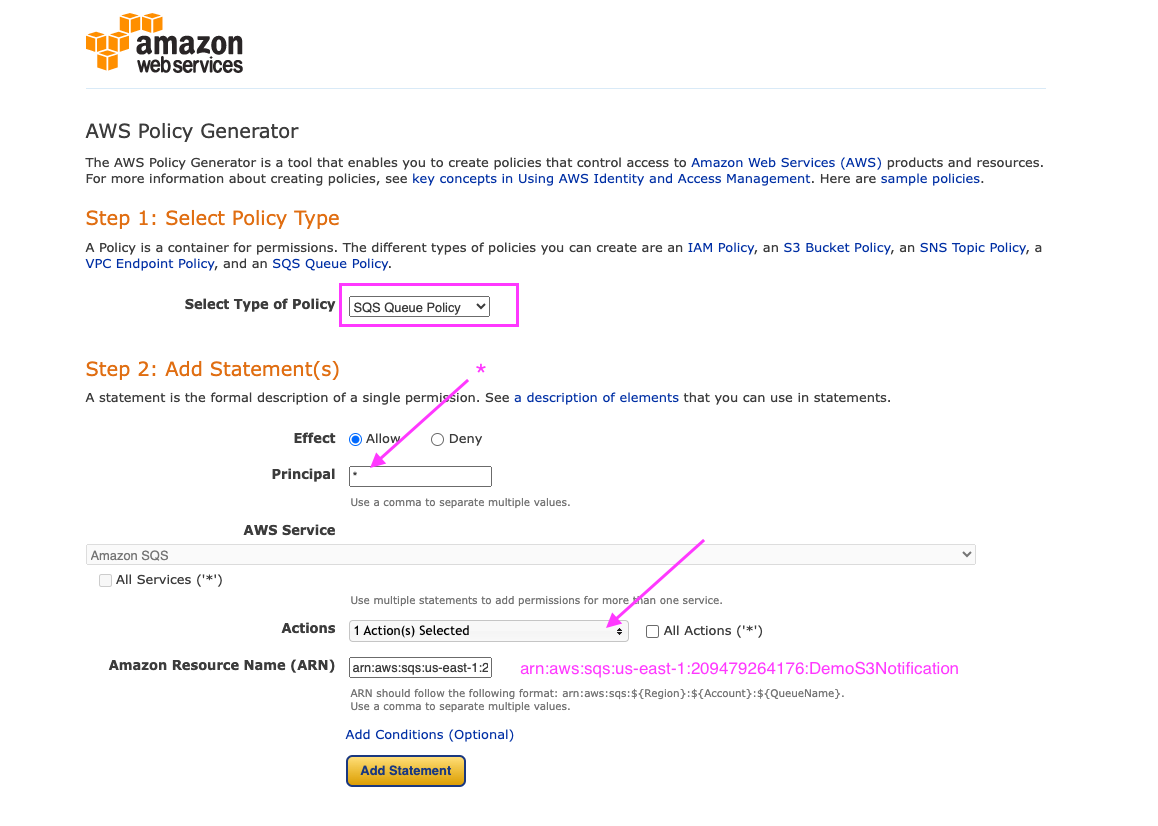 amazon
web services
AWS Policy Generator
The AWS Policy Generator is a tool that enables you to create policies that control access to Amazon Web Services (AWS) products and resources.
For more information about creating policies, see key concepts in Using AWS Identity and Access Management. Here are sample policies.
Step 1: Select Policy Type
A Policy is a container for permissions. The different types of policies you can create are an IAM Policy, an S3 Bucket Policy, an SNS Topic Policy, a
VPC Endpoint Policy, and an SQS Queue Policy.
Select Type of Policy SQS Queue Policy
Step 2: Add Statement(s)
*
A statement is the formal description of a single permission. See a description of elements that you can use in statements.
Effect Allow Deny
Principal *
Use a comma to separate multiple values.
AWS Service
Amazon SQS
All Services ('*')
Use multiple statements to add permissions for more than one service.
Actions 1 Action(s) Selected All Actions ('*')
Amazon Resource Name (ARN) arn:aws:sqs:us-east-1:2 arn:aws:sqs:us-east-1:209479264176:DemoS3Notification
ARN should follow the following format: arn:aws:sqs:${Region}:${Account}:${QueueName}.
Use a comma to separate multiple values.
Add Conditions (Optional)
Add Statement